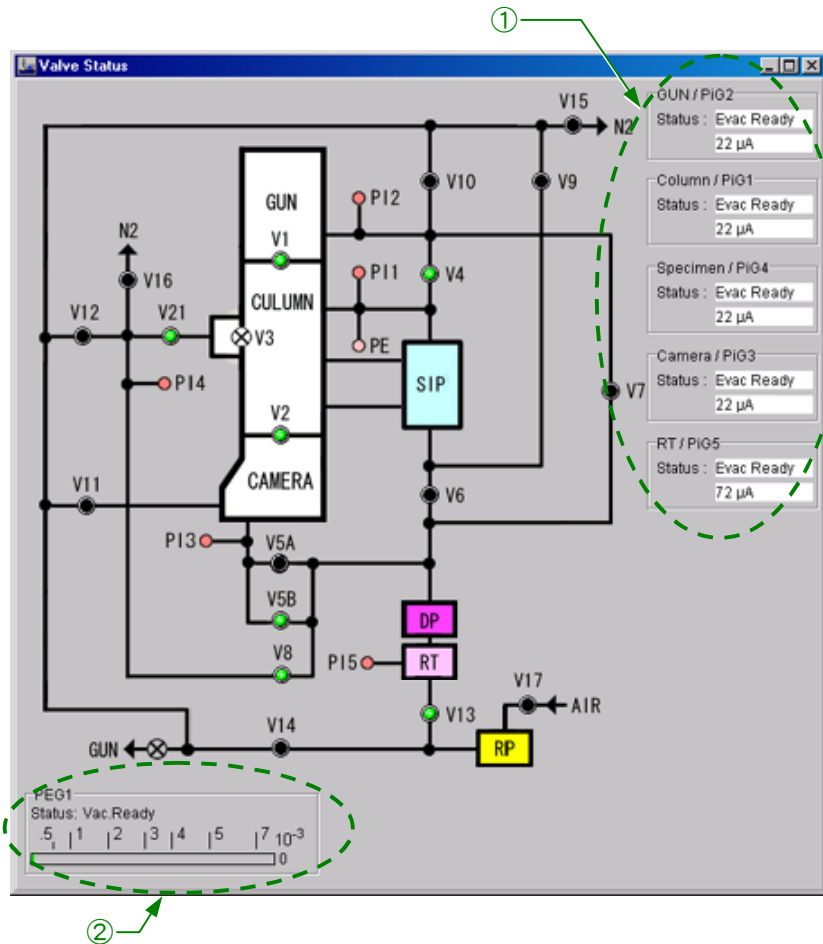 ①
Valve Status
V15
N2
GUN / PiG2
Status : Evac Ready
22 µA
V10
V9
PI2
GUN
N2
V1
Column / PiG1
Status : Evac Ready
22 µA
V16
PI1
V4
CULUMN
Specimen / PiG4
Status : Evac Ready
22 µA
V12
V21
V3
PE
Camera / PiG3
Status : Evac Ready
22 µA
PI4
SIP
V7
V2
RT / PiG5
Status : Evac Ready
72 µA
V11
CAMERA
V6
PI3
V5A
V5B
DP
V8
PI5
RT
V17
AIR
V13
V14
GUN
RP
PEG1
Status: Vac.Ready
.5 1 2 3 4 5 7 10-3
0
②